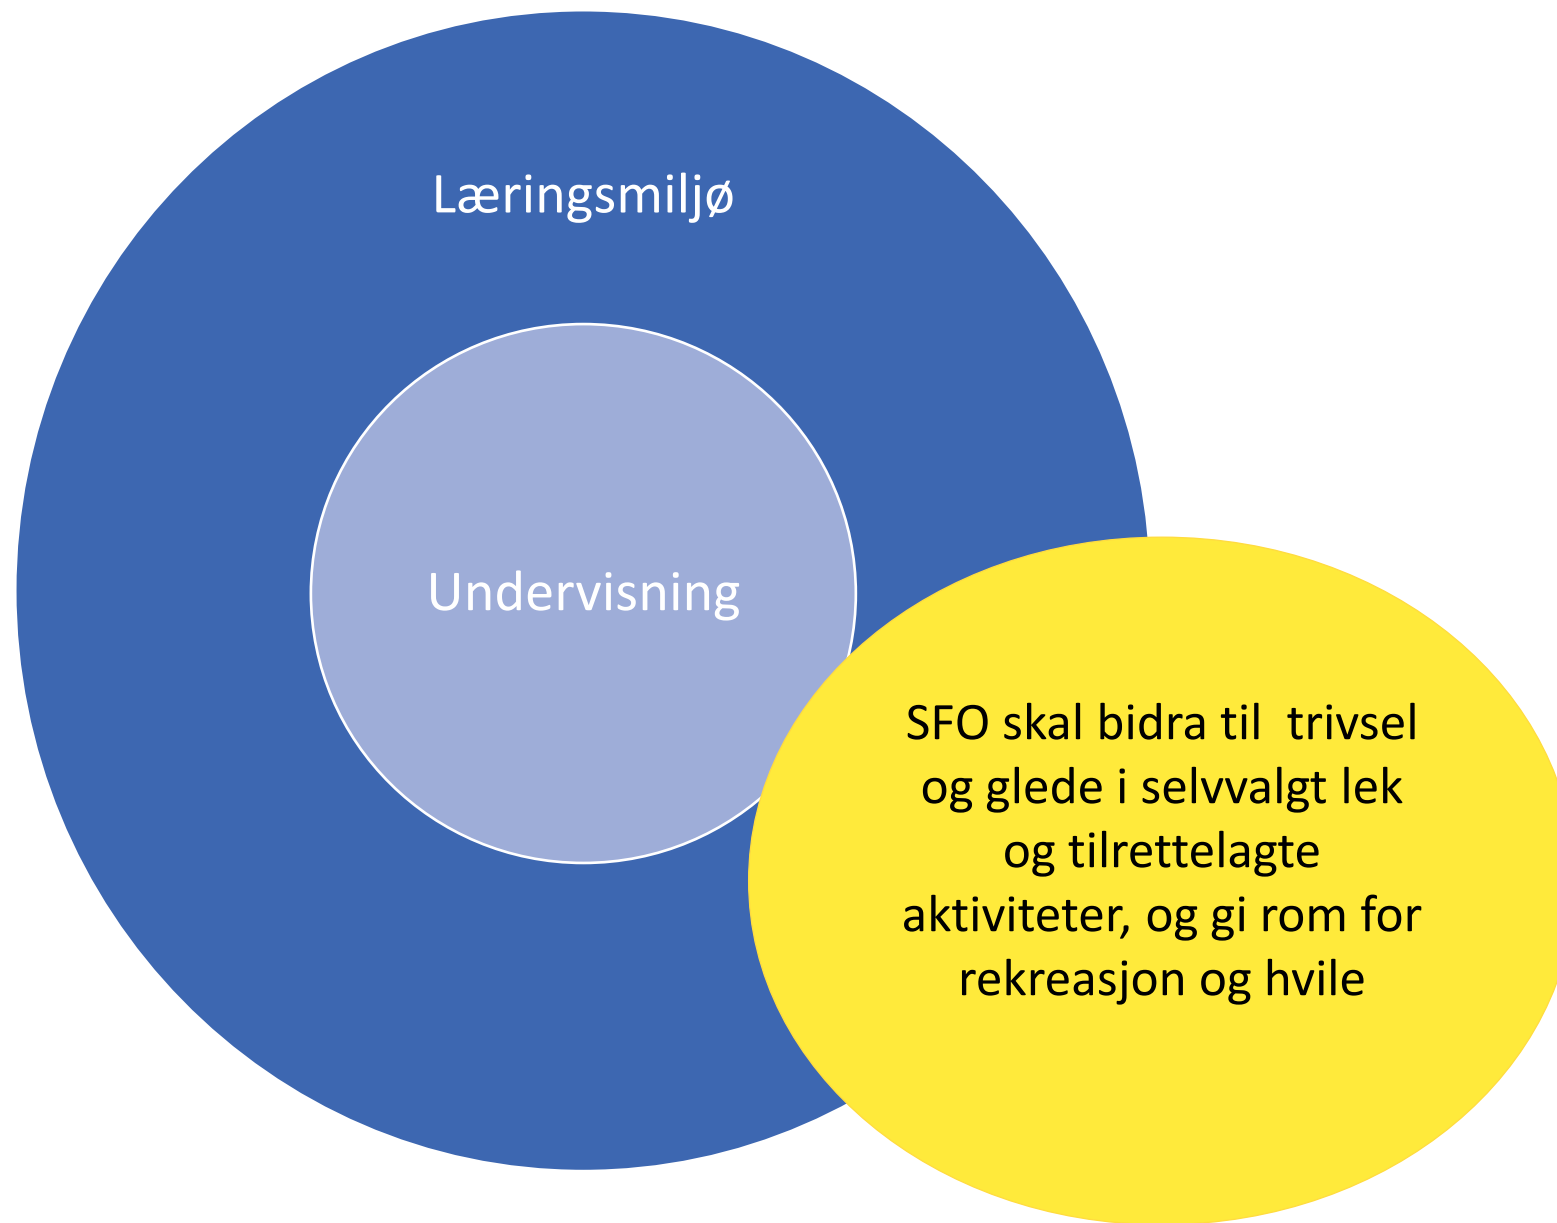 Læringsmiljø
Undervisning
SFO skal bidra til  trivsel
og glede i selvvalgt lek
og tilrettelagte
aktiviteter, og gi rom for
rekreasjon og hvile